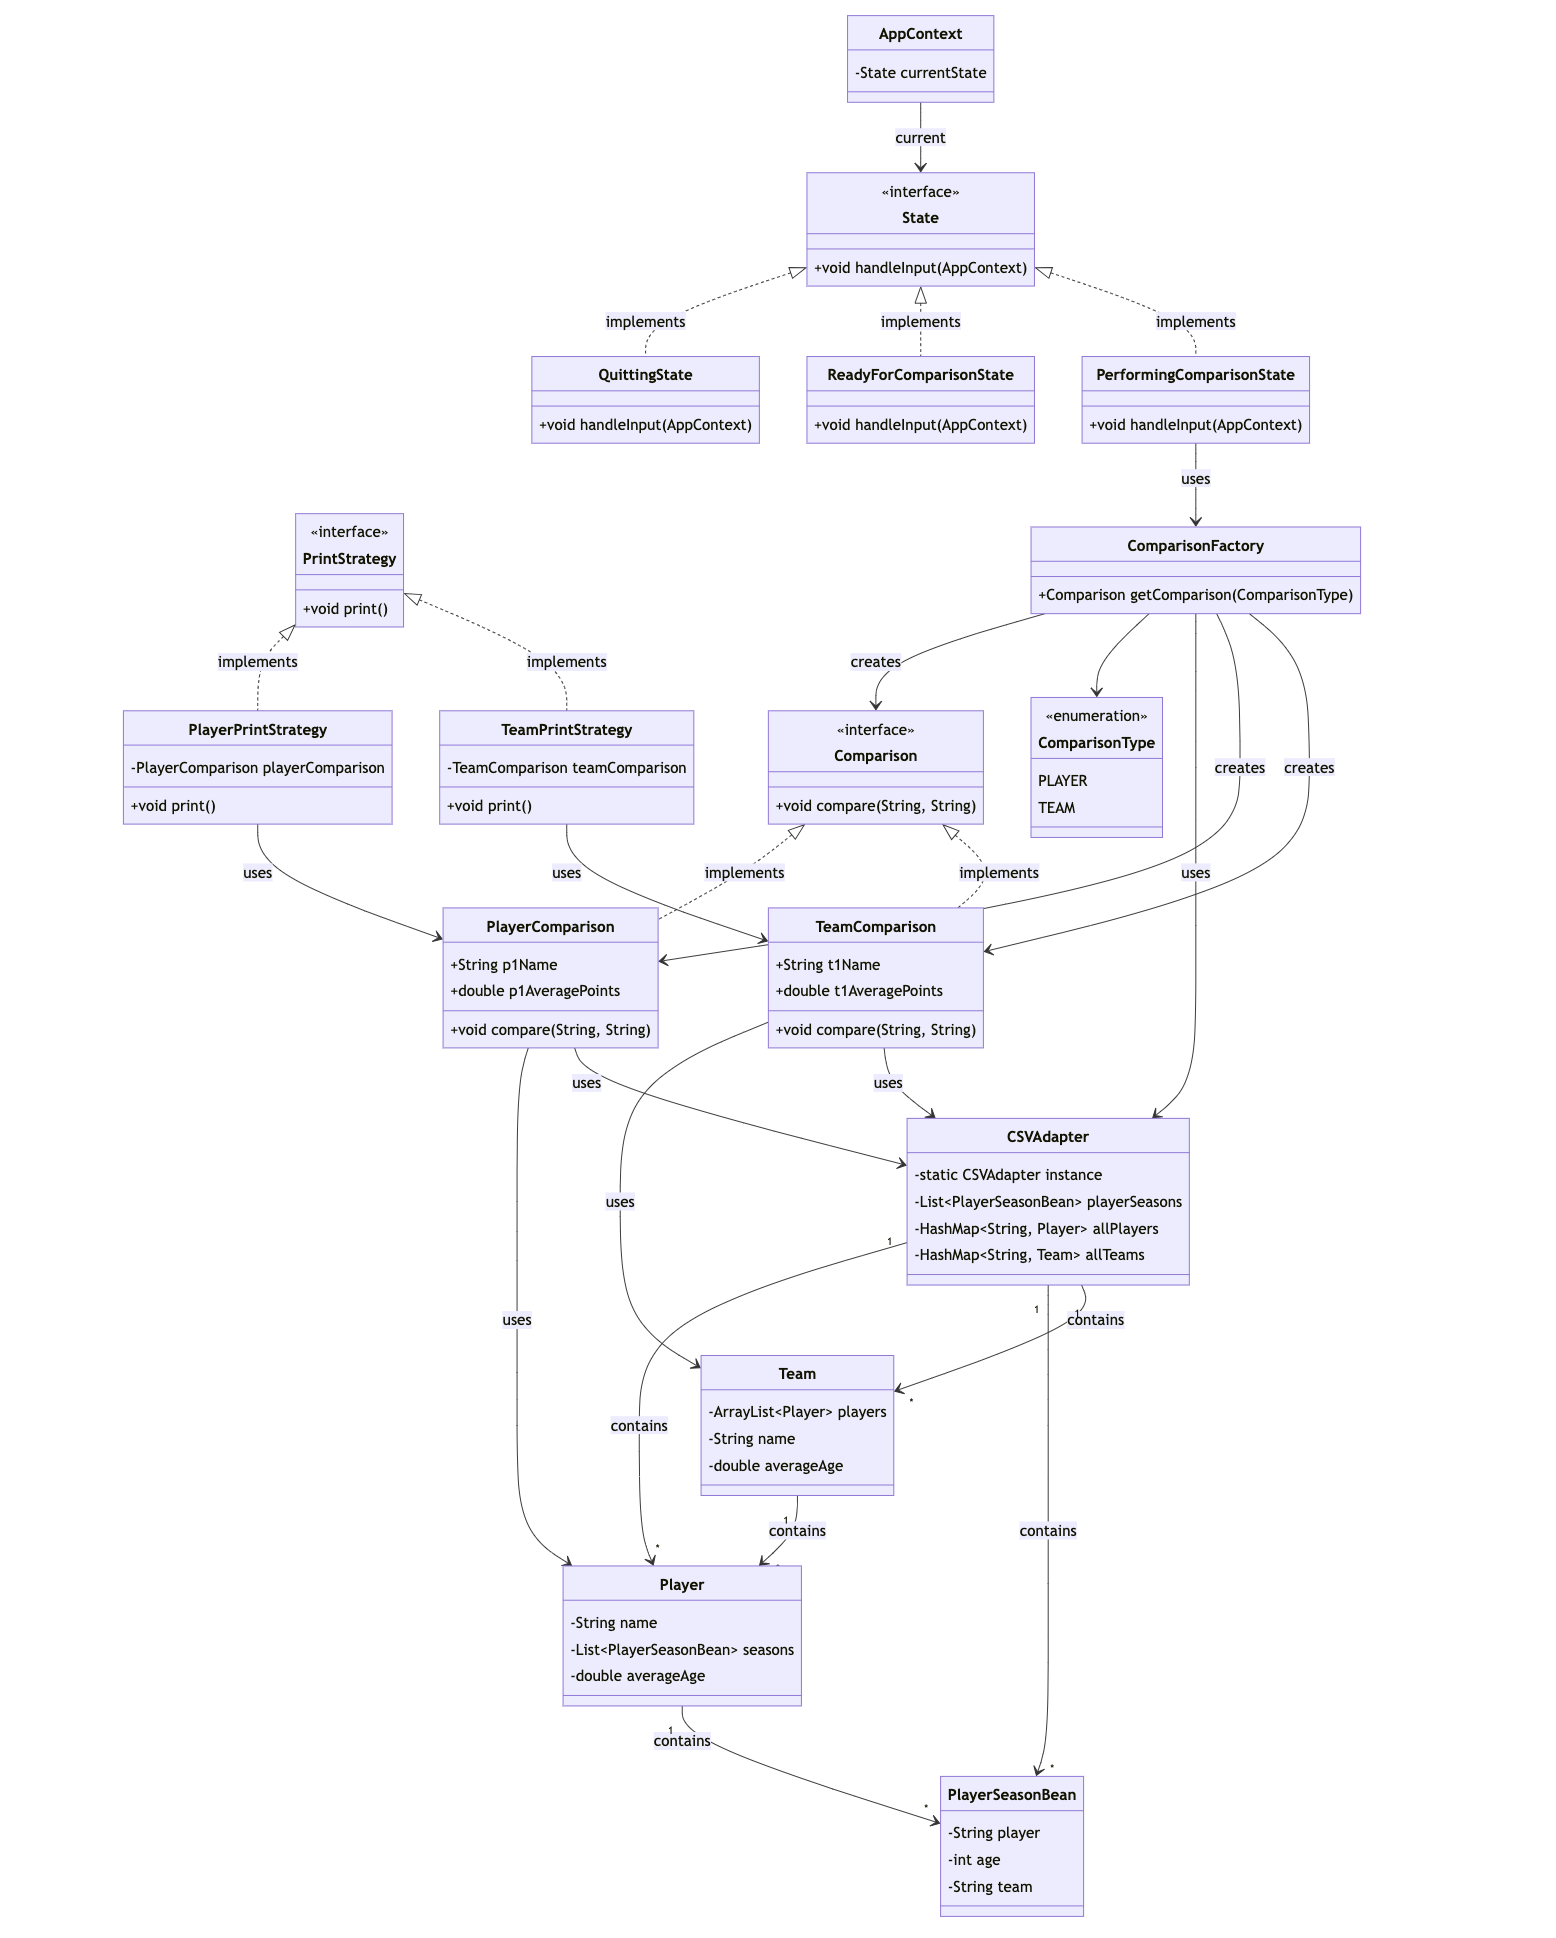 AppContext
-State currentState
current
«interface»
State
+void handleInput(AppContext)
implements
implements
implements
QuittingState
+void handleInput(AppContext)
ReadyForComparisonState
+void handleInput(AppContext)
PerformingComparisonState
+void handleInput(AppContext)
uses
«interface»
PrintStrategy
+void print()
ComparisonFactory
+Comparison getComparison(ComparisonType)
implements
implements
creates
PlayerPrintStrategy
-PlayerComparison playerComparison
+void print()
TeamPrintStrategy
-TeamComparison teamComparison
+void print()
«interface»
Comparison
+void compare(String, String)
«enumeration»
ComparisonType
PLAYER
TEAM
creates
creates
uses
uses
implements
implements
uses
PlayerComparison
+String p1Name
+double p1AveragePoints
+void compare(String, String)
TeamComparison
+String t1Name
+double t1AveragePoints
+void compare(String, String)
uses
uses
CSVAdapter
-static CSVAdapter instance
-List<PlayerSeasonBean> playerSeasons
-HashMap<String, Player> allPlayers
-HashMap<String, Team> allTeams
uses
1
1
1
contains
uses
Team
-ArrayList<Player> players
-String name
-double averageAge
*
contains
1
contains
contains
*
Player
-String name
-List<PlayerSeasonBean> seasons
-double averageAge
1
contains
*
*
PlayerSeasonBean
-String player
-int age
-String team